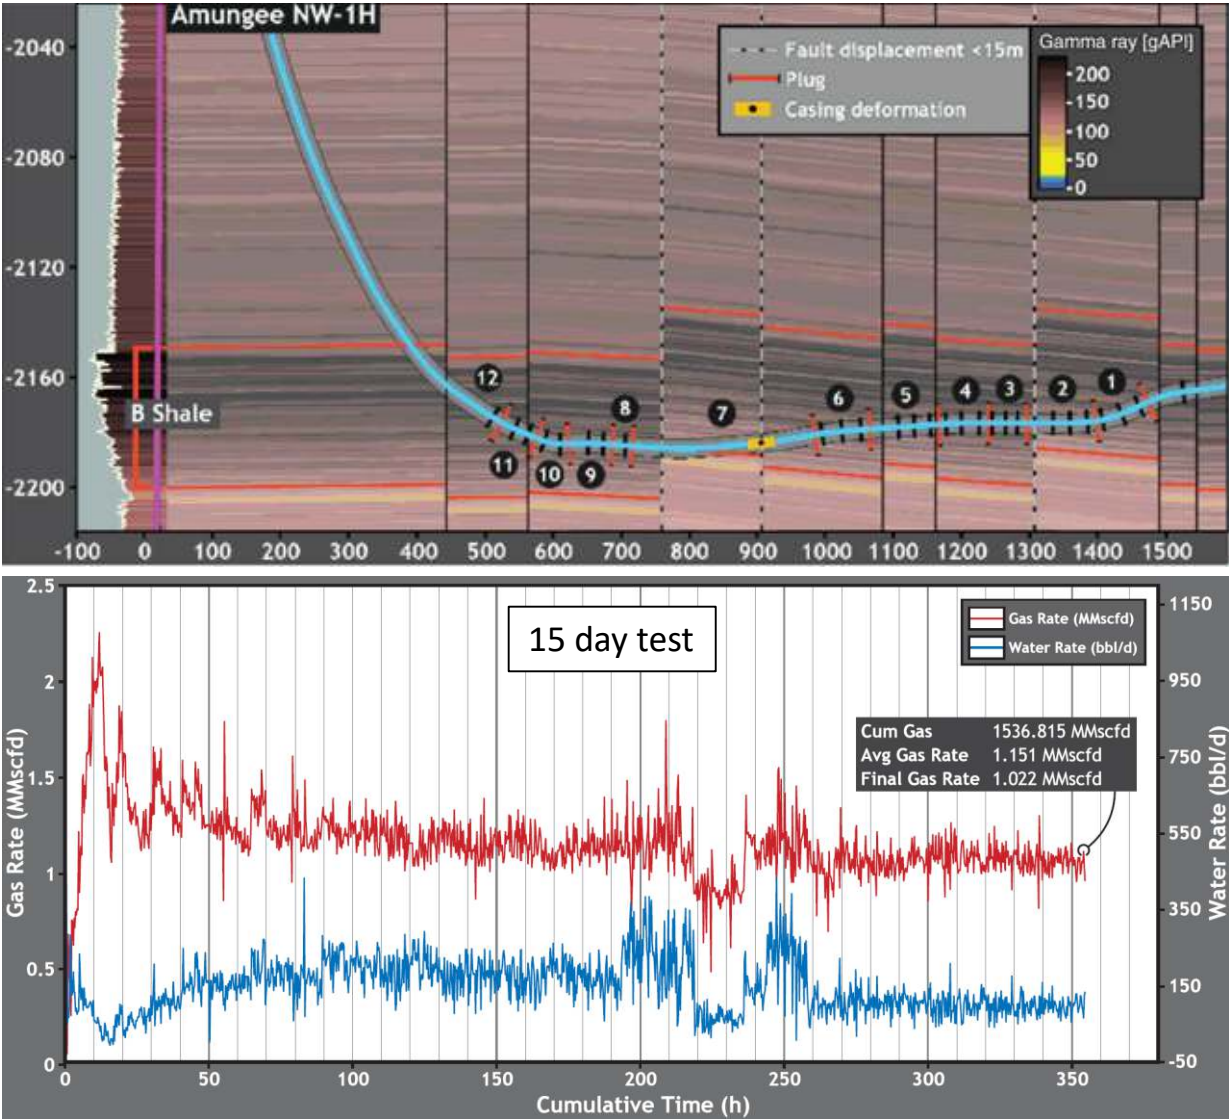 Amungee NW-1H
Fault displacement <15m
Plug
Casing deformation
Gamma ray [gAPI]
200
150
100
50
0
-2040
-2080
-2120
-2160
-2200
B Shale
12
11
10
9
8
7
6
5
4
3
2
1
-100 0 100 200 300 400 500 600 700 800 900 1000 1100 1200 1300 1400 1500
15 day test
Gas Rate (MMscfd)
Water Rate (bbl/d)
Cum Gas 1536.815 MMscfd
Avg Gas Rate 1.151 MMscfd
Final Gas Rate 1.022 MMscfd
Gas Rate (MMscfd)
2.5
2
1.5
1
0.5
0
Water Rate (bbl/d)
1150
950
750
550
350
150
-50
0 50 100 150 200 250 300 350
Cumulative Time (h)